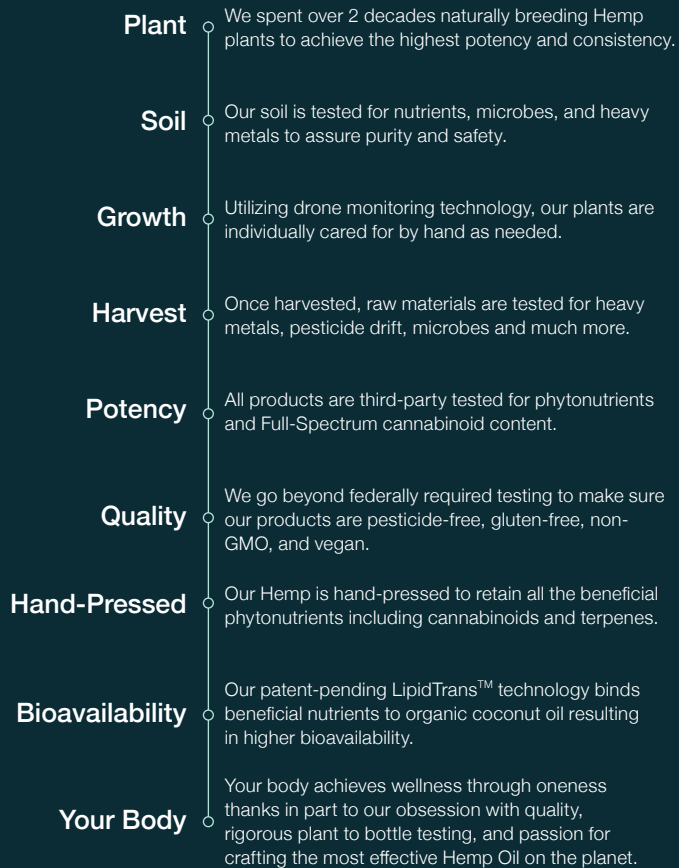 Plant
We spent over 2 decades naturally breeding Hemp
plants to achieve the highest potency and consistency.
Soil
Our soil is tested for nutrients, microbes, and heavy
metals to assure purity and safety.
Growth
Utilizing drone monitoring technology, our plants are
individually cared for by hand as needed.
Harvest
Once harvested, raw materials are tested for heavy
metals, pesticide drift, microbes and much more.
Potency
All products are third-party tested for phytonutrients
and Full-Spectrum cannabinoid content.
Quality
We go beyond federally required testing to make sure
our products are pesticide-free, gluten-free, non-
GMO, and vegan.
Hand-Pressed
Our Hemp is hand-pressed to retain all the beneficial
phytonutrients including cannabinoids and terpenes.
Bioavailability
Our patent-pending LipidTrans™ technology binds
beneficial nutrients to organic coconut oil resulting
in higher bioavailability.
Your Body
Your body achieves wellness through oneness
thanks in part to our obsession with quality,
rigorous plant to bottle testing, and passion for
crafting the most effective Hemp Oil on the planet.